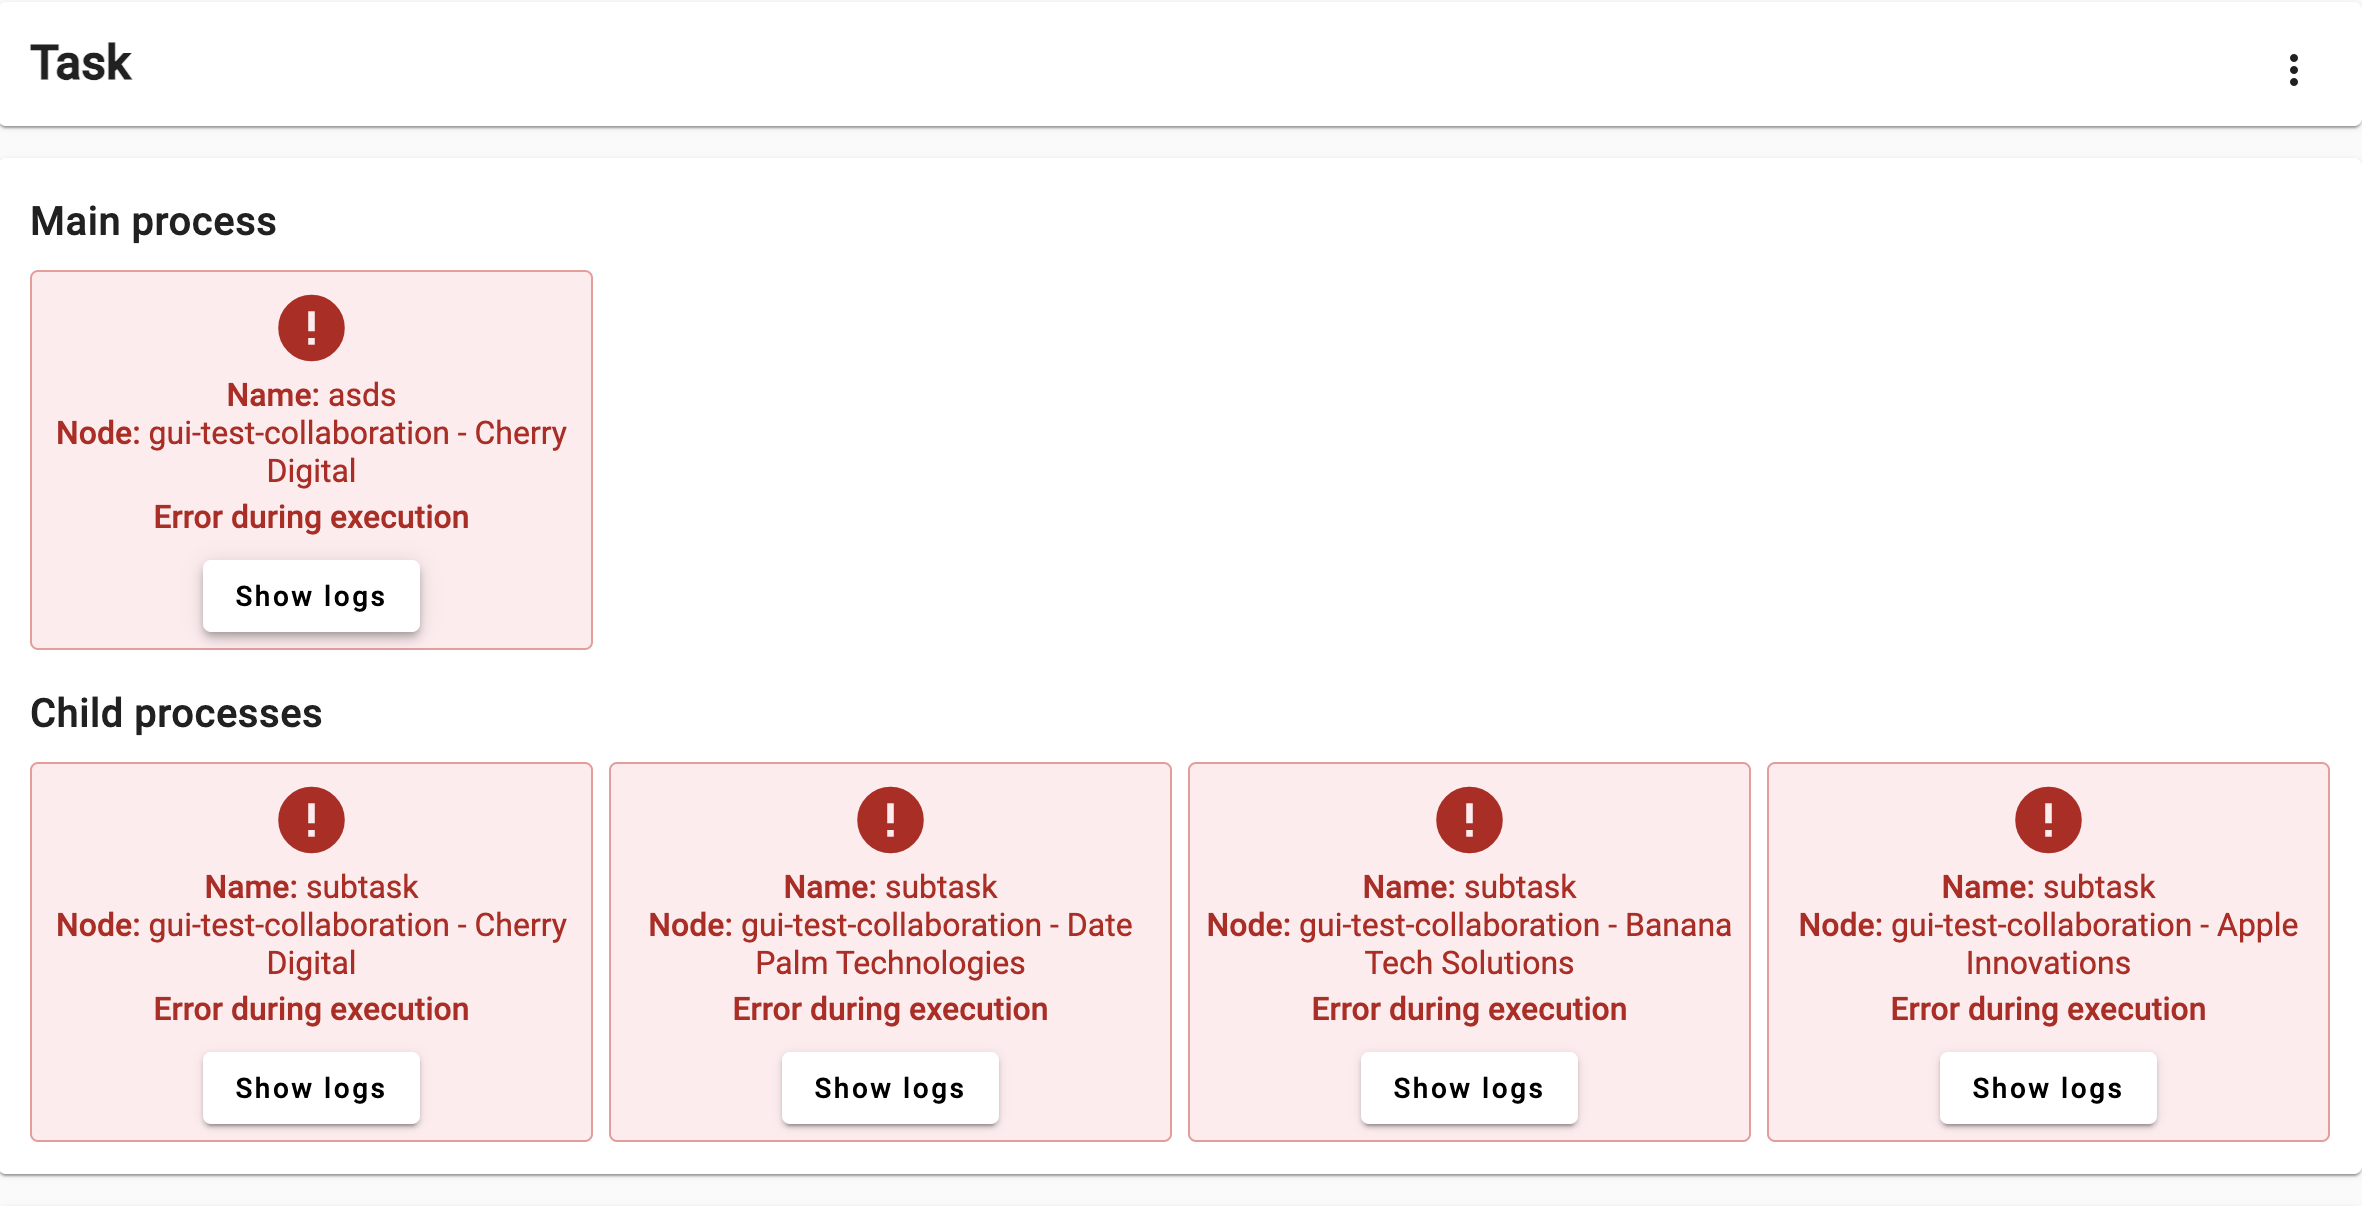 Task
Main process
Name: asds
Node: gui-test-collaboration - Cherry
Digital
Error during execution
Show logs
Child processes
Name: subtask
Node: gui-test-collaboration - Cherry
Digital
Error during execution
Show logs
Name: subtask
Node: gui-test-collaboration - Date
Palm Technologies
Error during execution
Show logs
Name: subtask
Node: gui-test-collaboration - Banana
Tech Solutions
Error during execution
Show logs
Name: subtask
Node: gui-test-collaboration - Apple
Innovations
Error during execution
Show logs